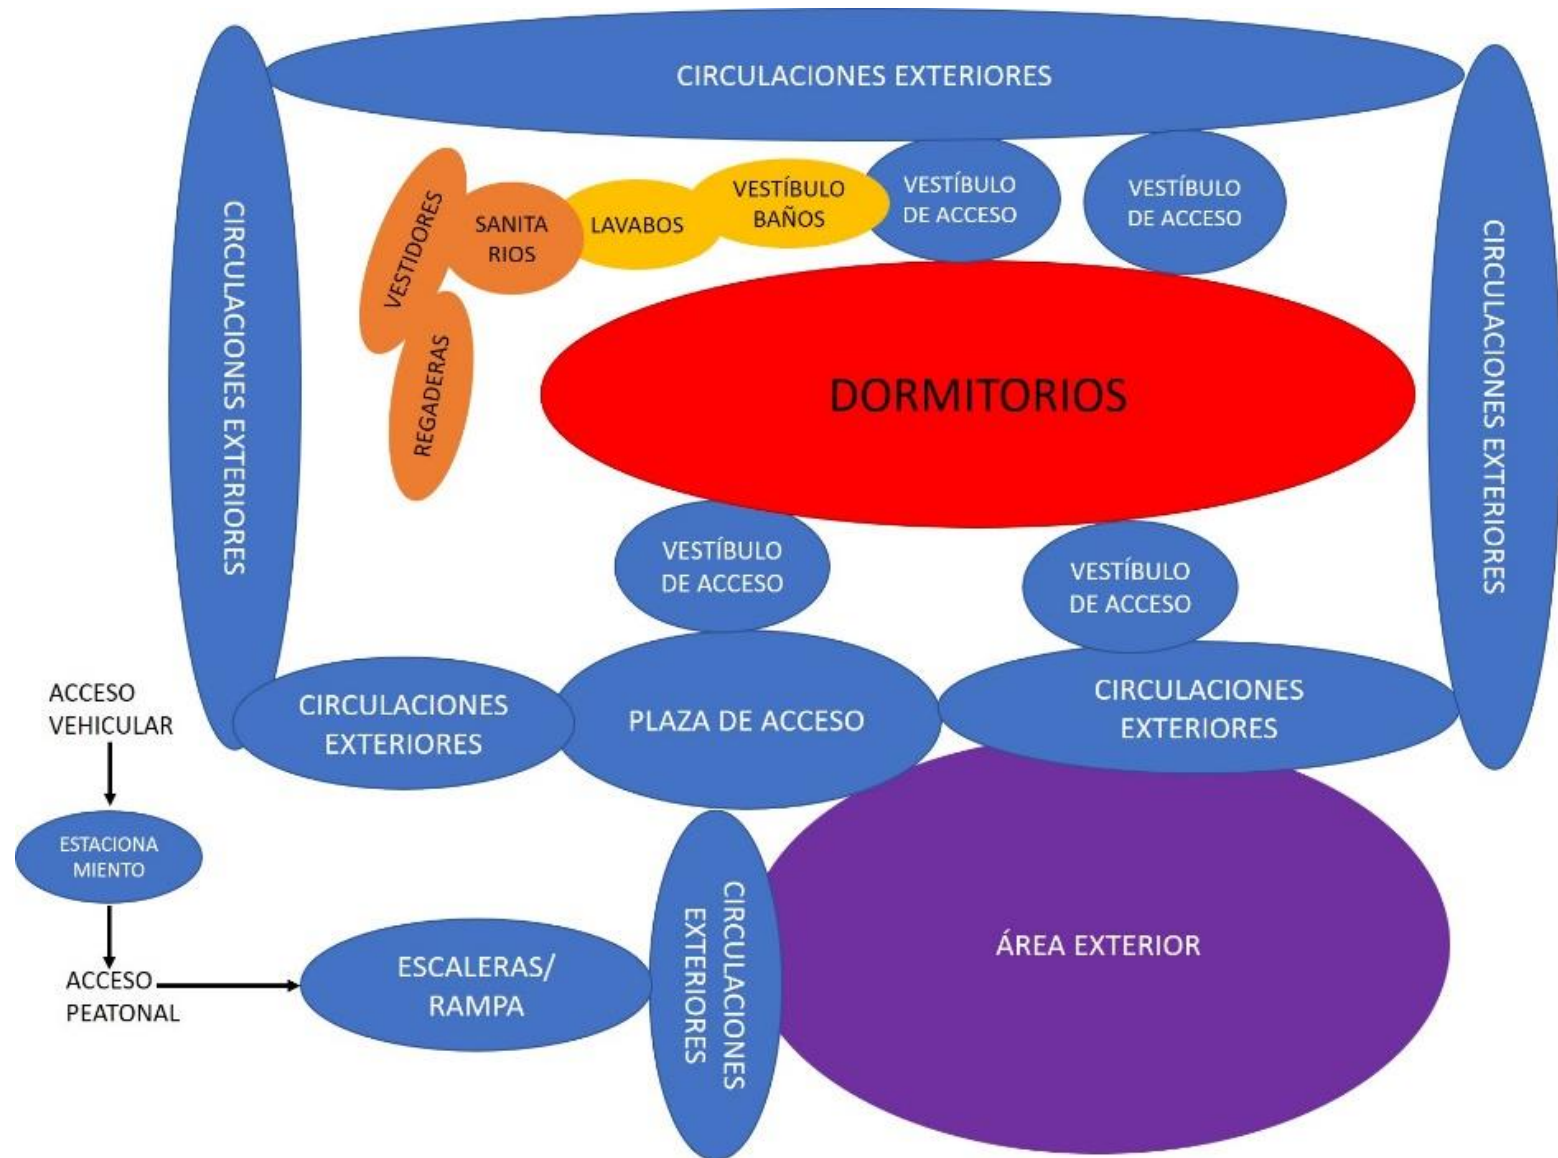 CIRCULACIONES EXTERIORES
CIRCULACIONES EXTERIORES
VESTIDORES
SANITA
RIOS
LAVABOS
VESTÍBULO
BAÑOS
VESTÍBULO
DE ACCESO
VESTÍBULO
DE ACCESO
CIRCULACIONES EXTERIORES
REGADERAS
DORMITORIOS
VESTÍBULO
DE ACCESO
VESTÍBULO
DE ACCESO
ACCESO
VEHICULAR
CIRCULACIONES
EXTERIORES
PLAZA DE ACCESO
CIRCULACIONES
EXTERIORES
ESTACIONA
MIENTO
ACCESO
PEATONAL
ESCALERAS/
RAMPA
CIRCULACIONES
EXTERIORES
ÁREA EXTERIOR